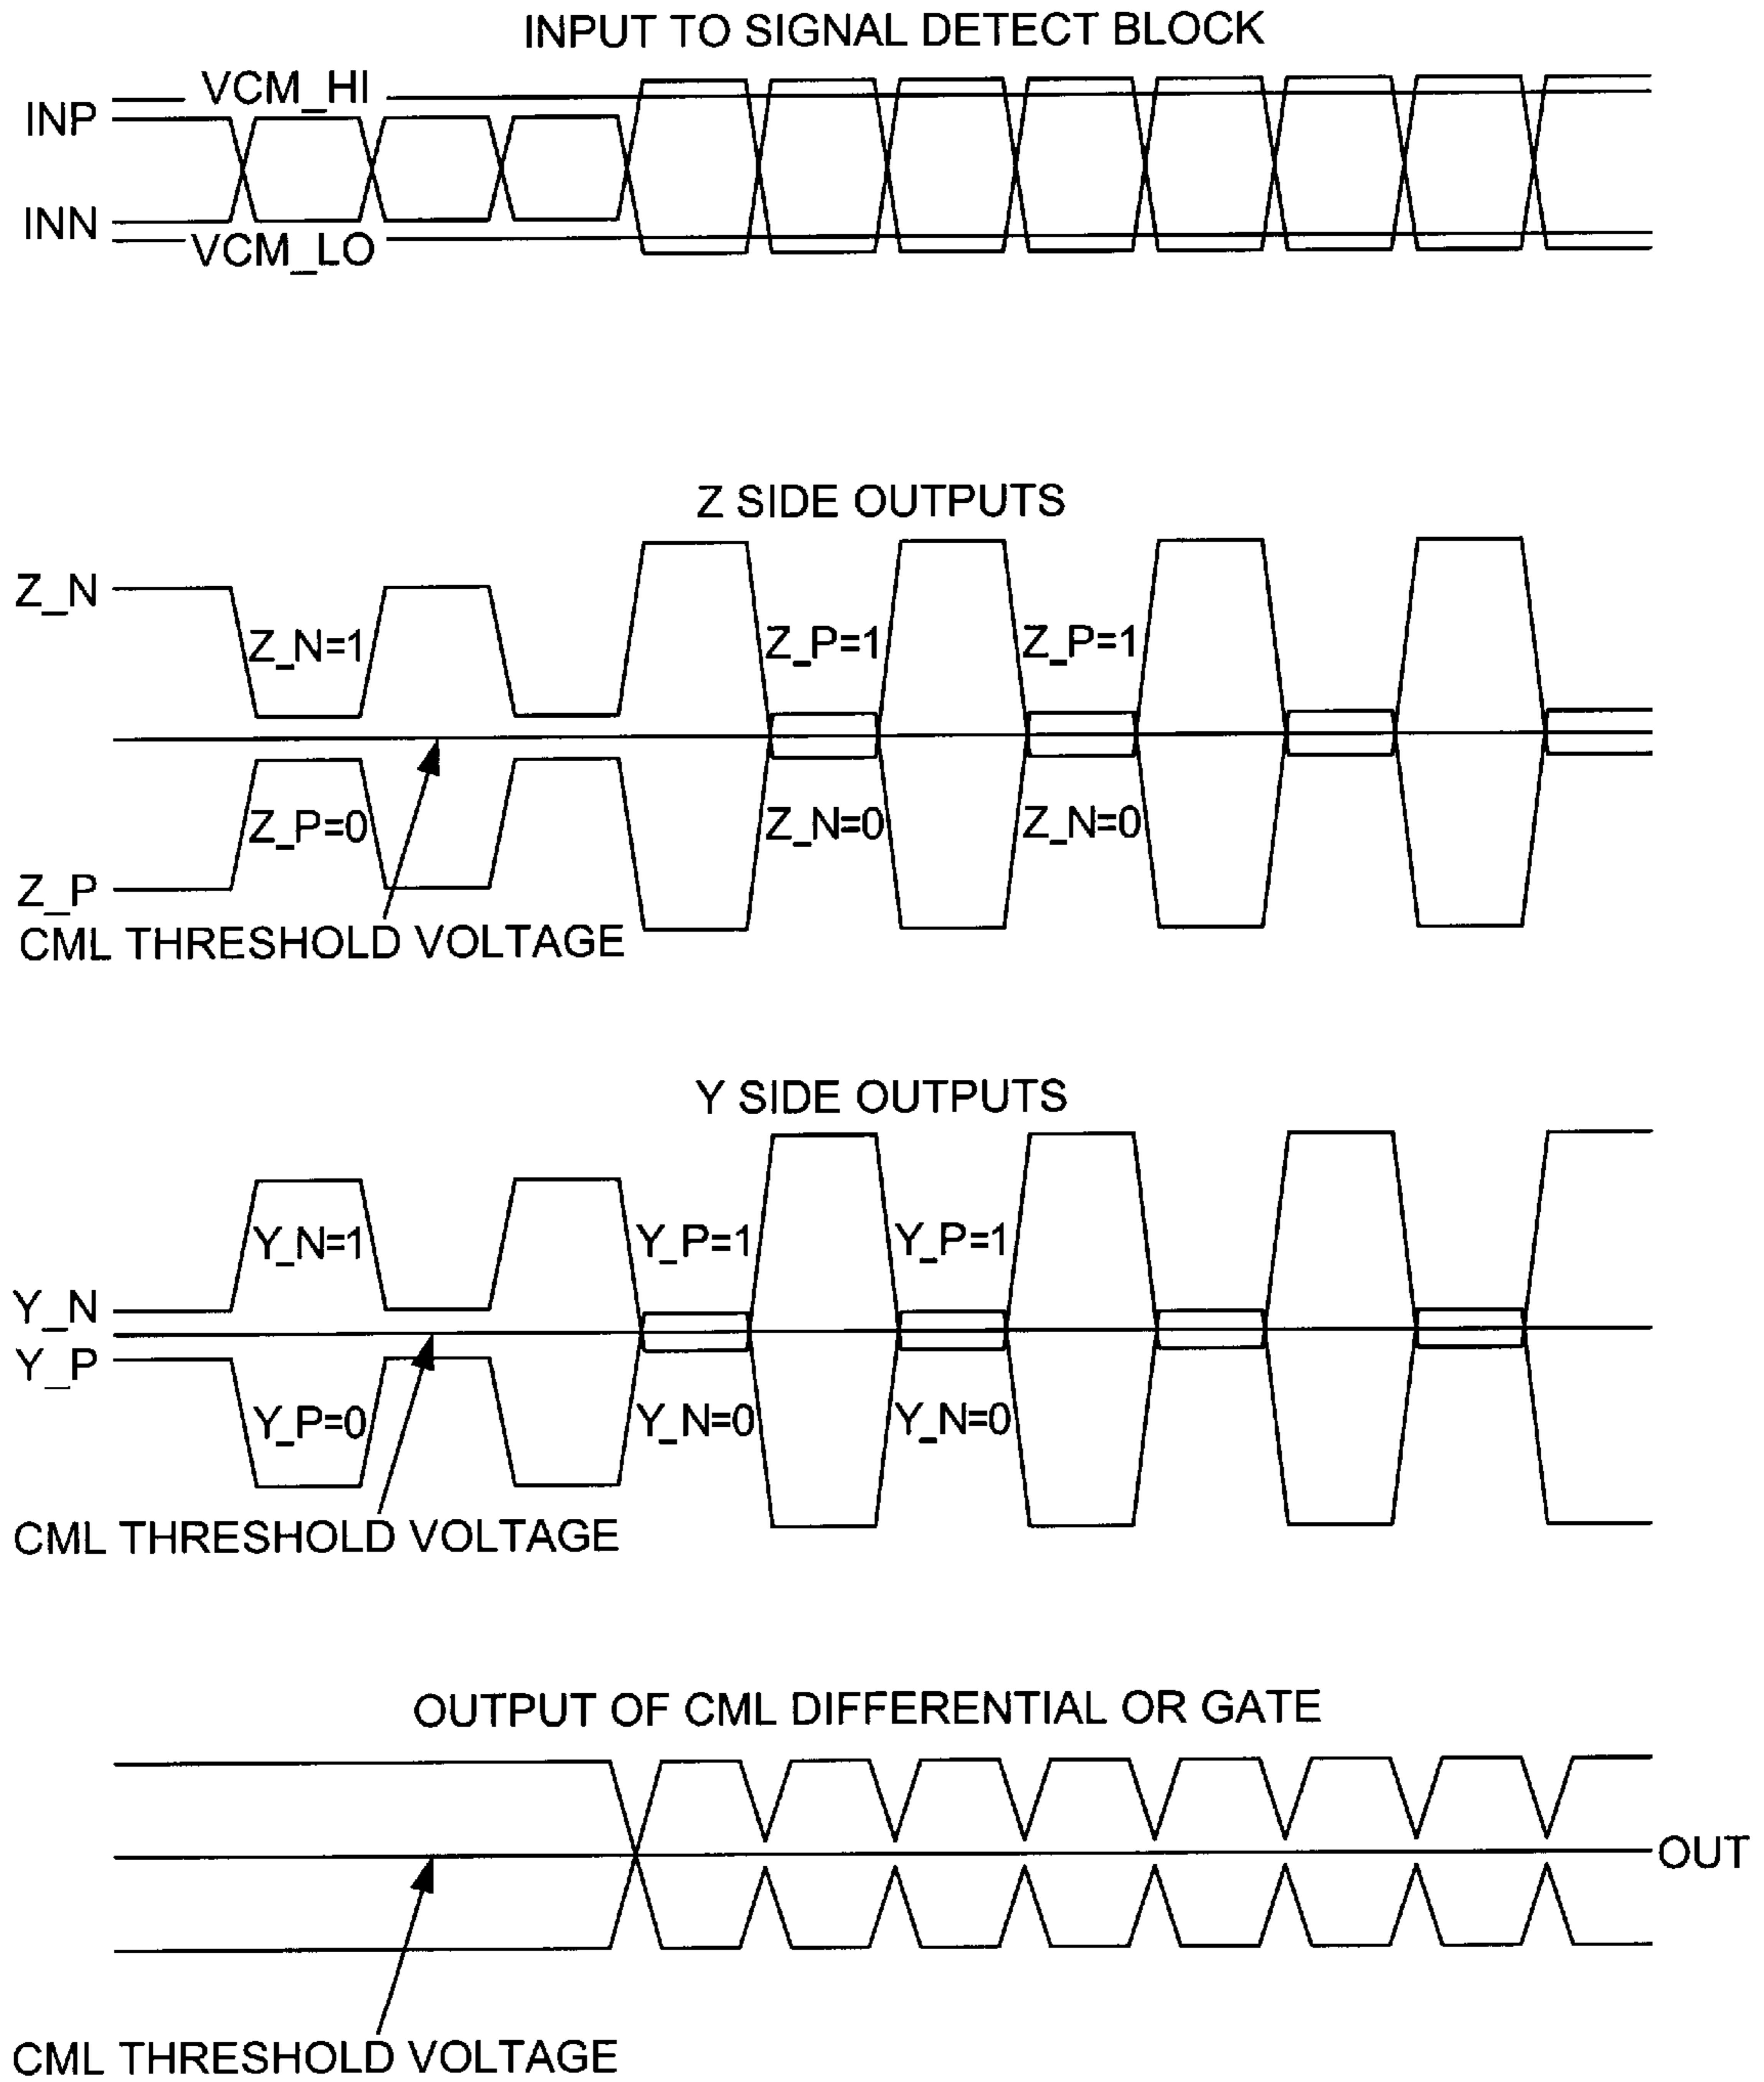 INPUT TO SIGNAL DETECT BLOCK
VCM_HI
INP
INN
VCM_LO
Z SIDE OUTPUTS
Z_N
Z_N=1 Z_P=1 Z_P=1
Z_P=0 Z_N=0 Z_N=0
Z_P
CML THRESHOLD VOLTAGE
Y SIDE OUTPUTS
Y_N=1 Y_P=1 Y_P=1
Y_N
Y_P
Y_P=0 Y_N=0 Y_N=0
CML THRESHOLD VOLTAGE
OUTPUT OF CML DIFFERENTIAL OR GATE
OUT
CML THRESHOLD VOLTAGE